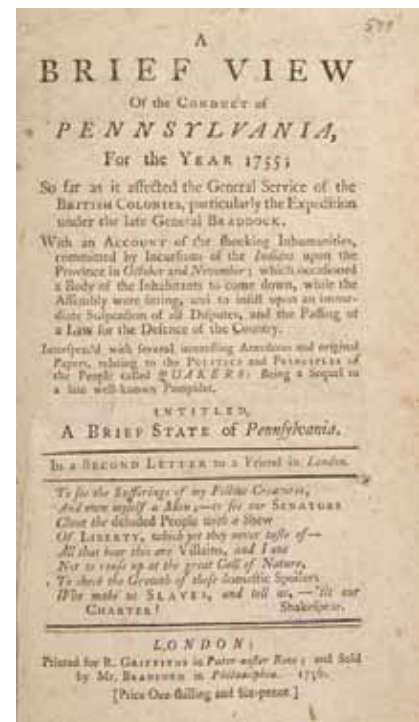 599
A
BRIEF VIEW
Of the CONDUCT of
PENNSYLVANIA,
For the YEAR 1755;
So far as it affected the General Service of the
BRITISH COLONIES, particularly the Expedition
under the late General BRADDOCK.
With an ACCOUNT of the shocking Inhumanities,
committed by Incursions of the Indians upon the
Province in October and November; which occasioned
a Body of the Inhabitants to come down, while the
Assembly were sitting, and to insist upon an imme-
diate Suspension of all Disputes, and the Passing of
a Law for the Defence of the Country.
Interspers'd with several interesting Anecdotes and original
Papers, relating to the POLITICS and PRINCIPLES of
the People called QUAKERS: Being a Sequel to
a late well-known Pamphlet,
INTITLED,
A BRIEF STATE of Pennsylvania.
In a SECOND LETTER to a Friend in London.
To see the Sufferings of my Fellow-Creatures,
And own myself a Man;—to see our SENATORS
Cheat the deluded People with a Shew
Of LIBERTY, which yet they never taste of—
All that bear this are Villains, and I one
Not to rouse up at the great Call of Nature,
To check the Growth of these domestic Spoilers
Who make us SLAVES, and tell us,—'tis our
CHARTER! Shakespear.
LONDON:
Printed for R. GRIFFITHS in Pater-noster Row; and Sold
by Mr. BRADFORD in Philadelphia. 1756.
[Price One shilling and Six-pence.]